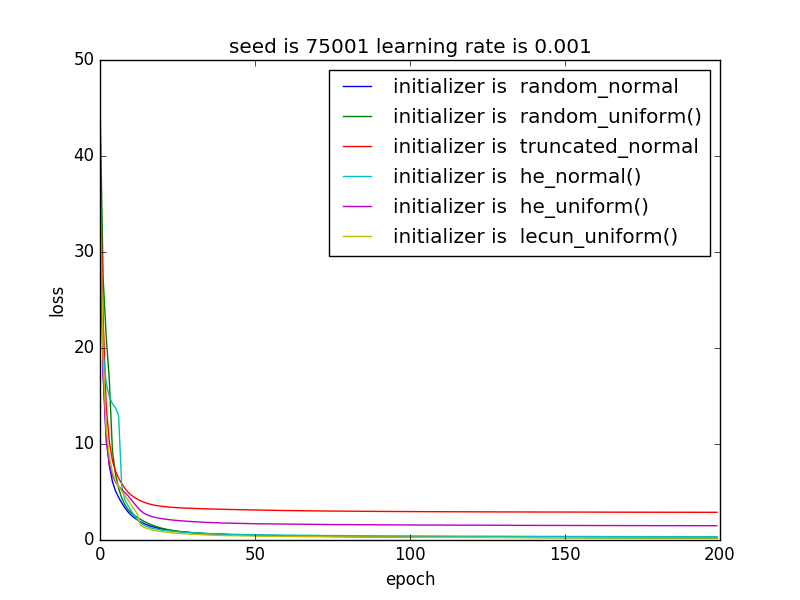 seed is 75001 learning rate is 0.001
50
40
30
20
10
0
loss
initializer is  random_normal
initializer is  random_uniform()
initializer is  truncated_normal
initializer is  he_normal()
initializer is  he_uniform()
initializer is  lecun_uniform()
0
50
100
150
200
epoch